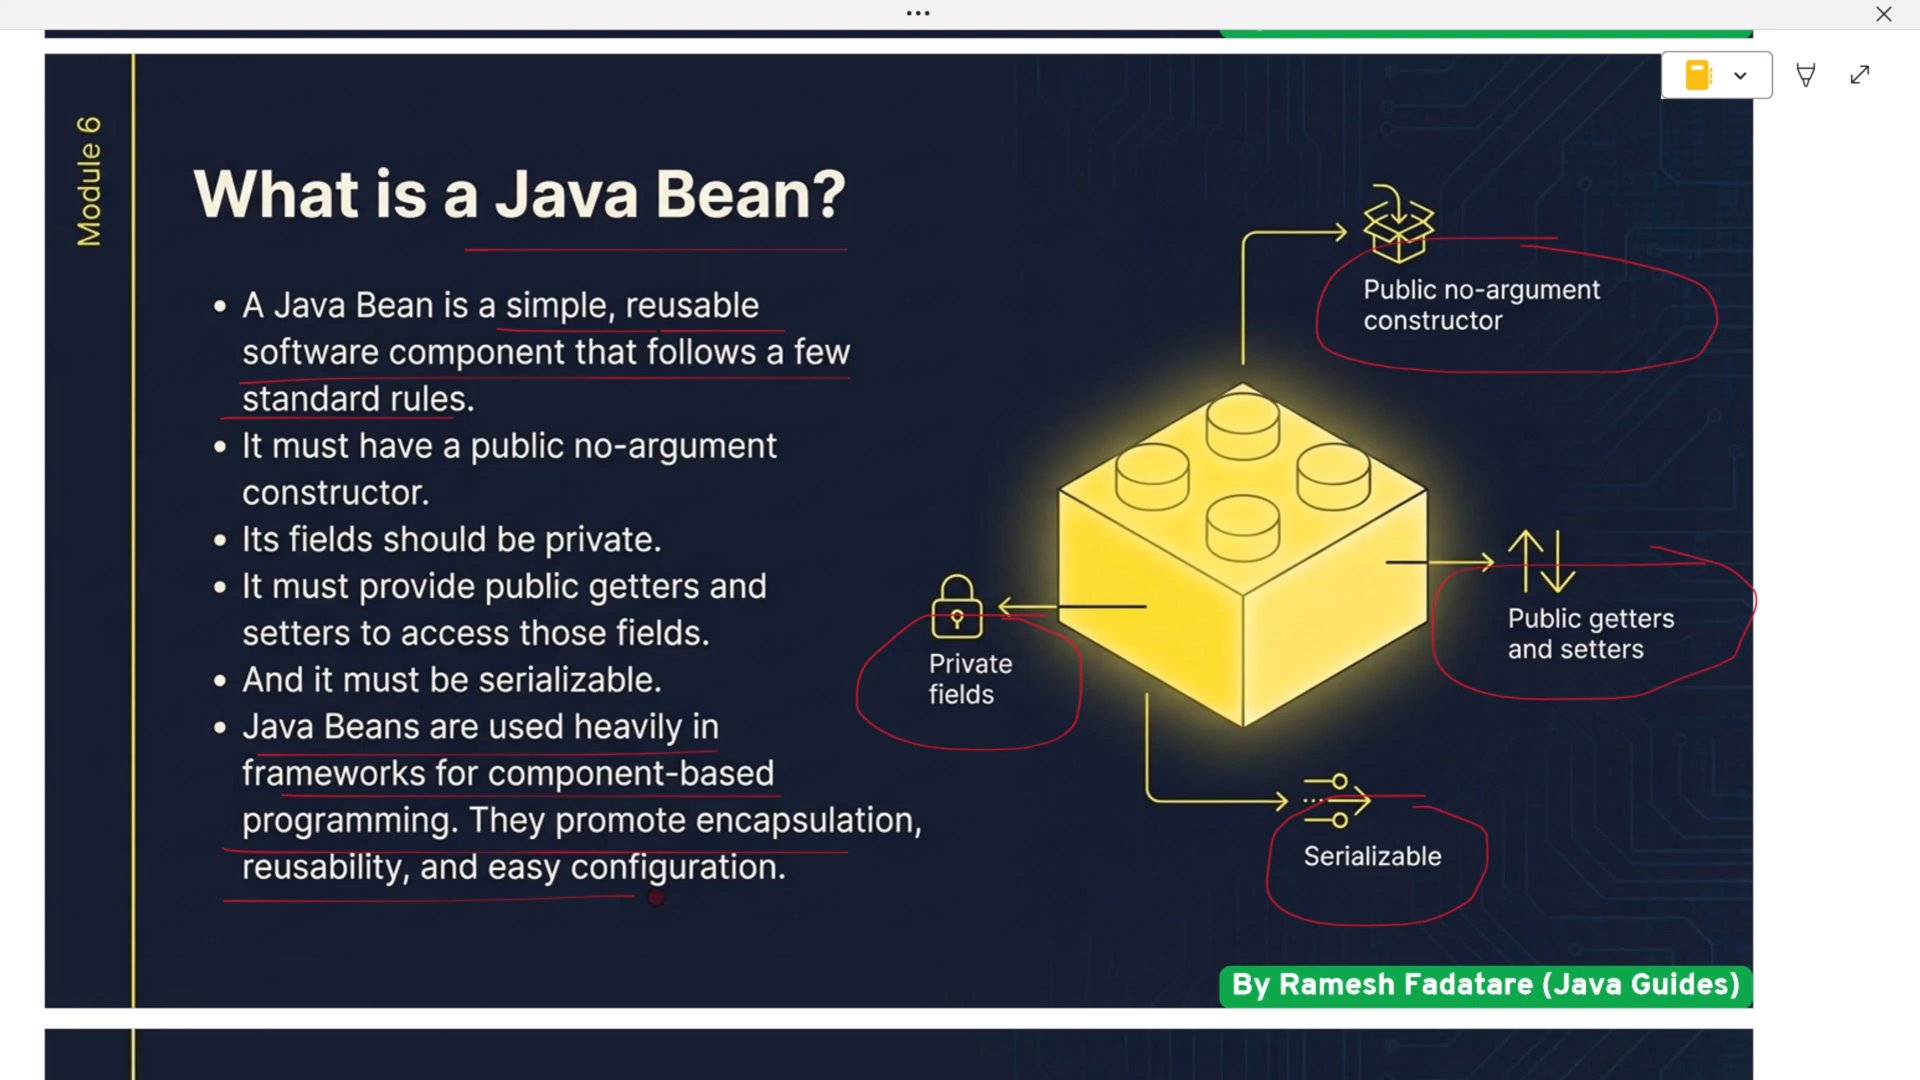 Module 6
What is a Java Bean?
• A Java Bean is a simple, reusable
software component that follows a few
standard rules.
• It must have a public no-argument
constructor.
• Its fields should be private.
• It must provide public getters and
setters to access those fields.
• And it must be serializable.
• Java Beans are used heavily in
frameworks for component-based
programming. They promote encapsulation,
reusability, and easy configuration.
Public no-argument
constructor
Public getters
and setters
Private
fields
Serializable
By Ramesh Fadatare (Java Guides)